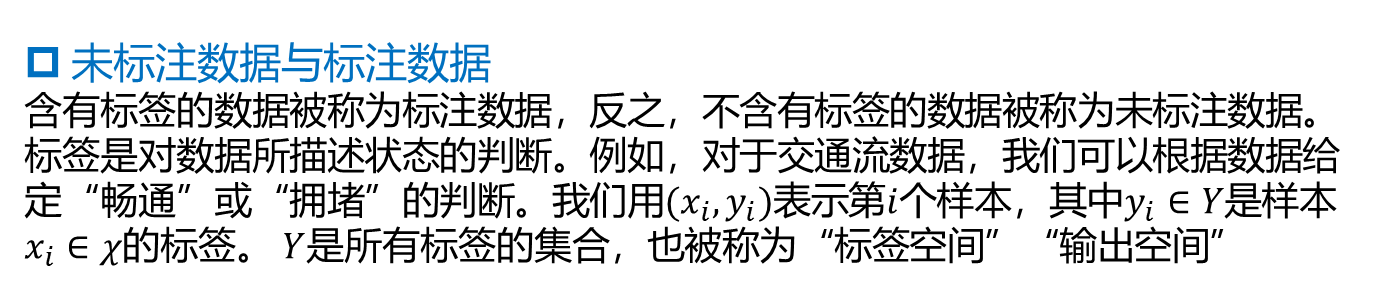 未标注数据与标注数据
含有标签的数据被称为标注数据，反之，不含有标签的数据被称为未标注数据。
标签是对数据所描述状态的判断。例如，对于交通流数据，我们可以根据数据给
定“畅通”或“拥堵”的判断。我们用(𝑥ᵢ, 𝑦ᵢ)表示第𝑖个样本，其中𝑦ᵢ ∈ 𝑌是样本
𝑥ᵢ ∈ 𝜒的标签。 𝑌是所有标签的集合，也被称为“标签空间”“输出空间”